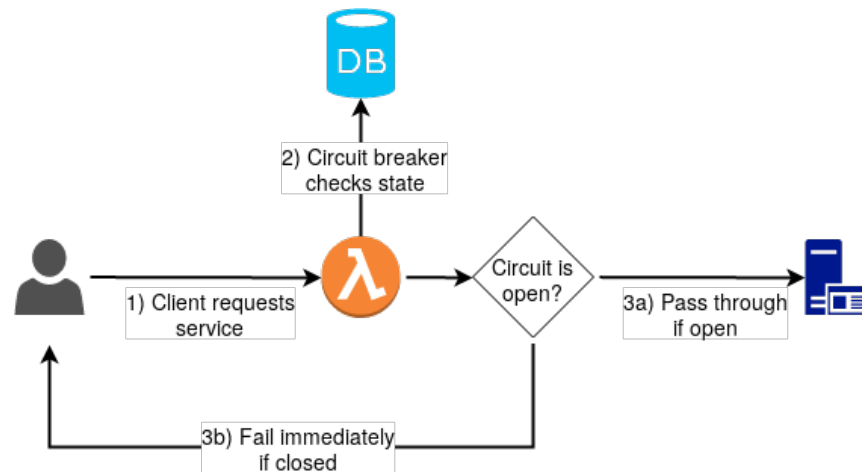 DB
2) Circuit breaker
checks state
λ
Circuit is
open?
1) Client requests
service
3a) Pass through
if open
3b) Fail immediately
if closed